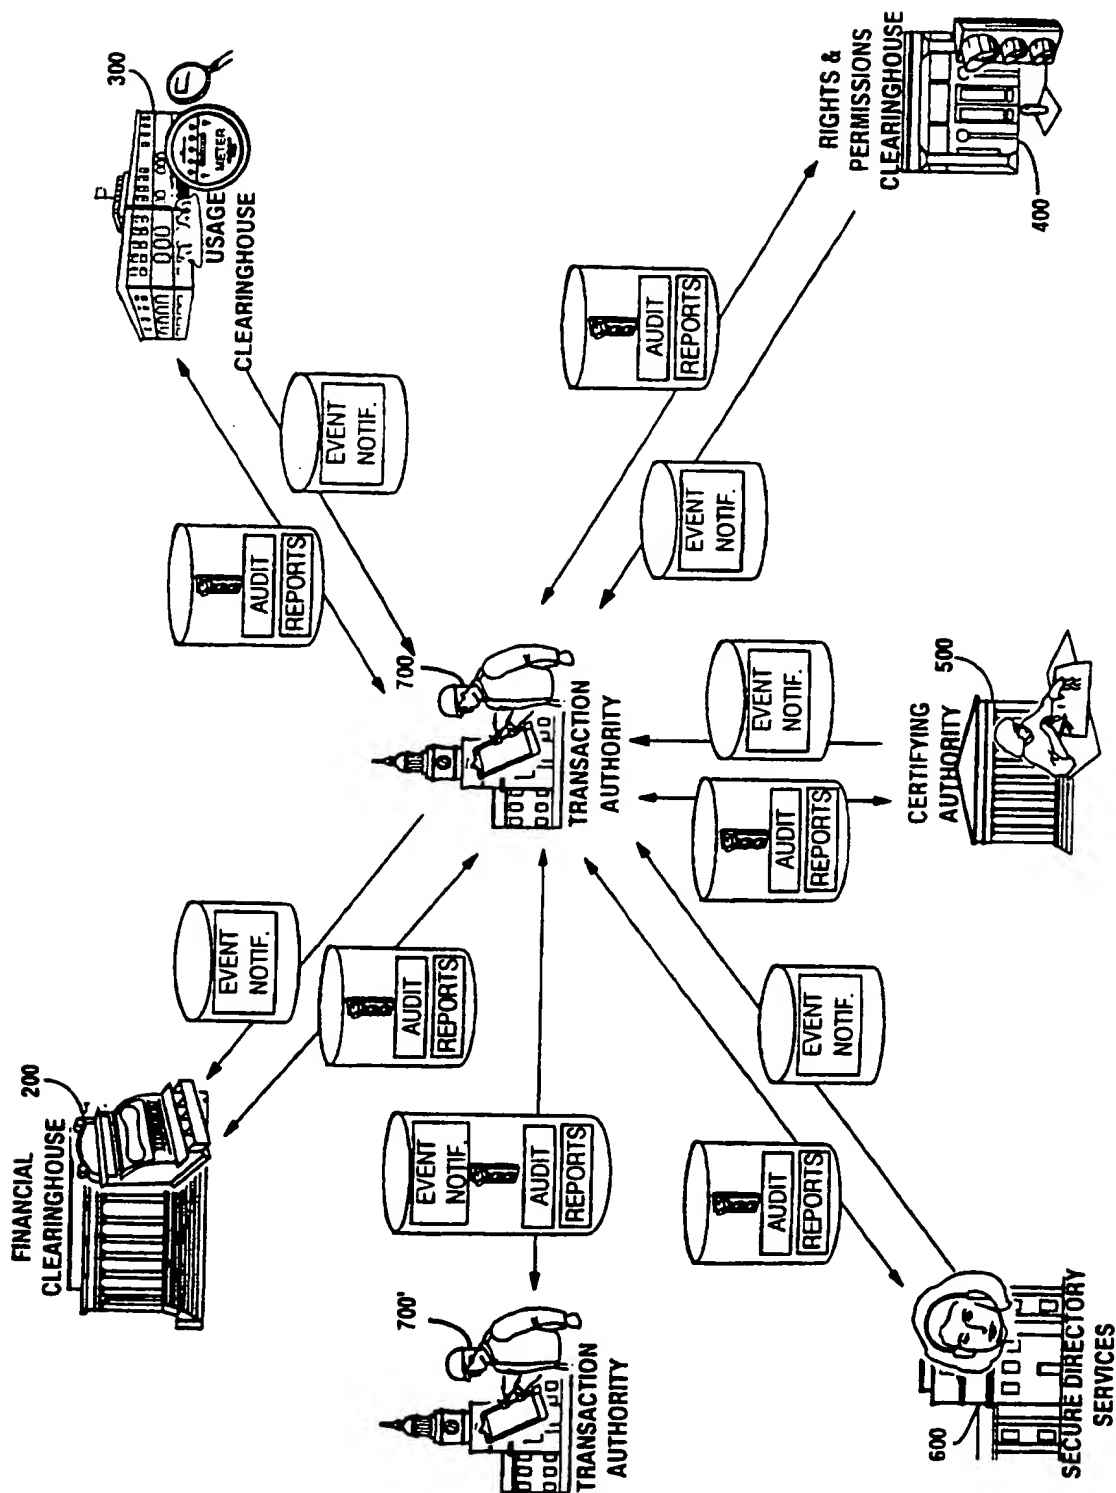 FINANCIAL
CLEARINGHOUSE
200
300
METER
USAGE
CLEARINGHOUSE
EVENT
NOTIF.
AUDIT
REPORTS
EVENT
NOTIF.
AUDIT
REPORTS
700'
TRANSACTION
AUTHORITY
EVENT
NOTIF.
AUDIT
REPORTS
700
TRANSACTION
AUTHORITY
AUDIT
REPORTS
EVENT
NOTIF.
AUDIT
REPORTS
EVENT
NOTIF.
AUDIT
REPORTS
EVENT
NOTIF.
600
SECURE DIRECTORY
SERVICES
CERTIFYING
AUTHORITY
500
RIGHTS &
PERMISSIONS
CLEARINGHOUSE
400